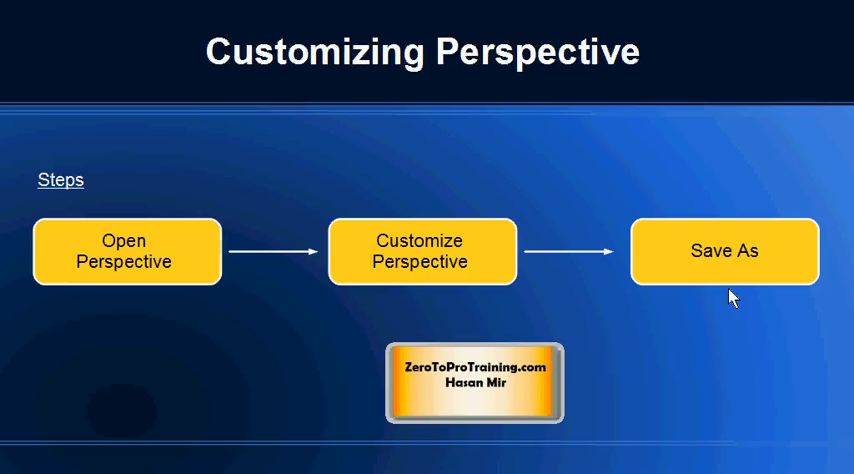 Customizing Perspective
Steps
Open
Perspective
Customize
Perspective
Save As
ZeroToProTraining.com
Hasan Mir